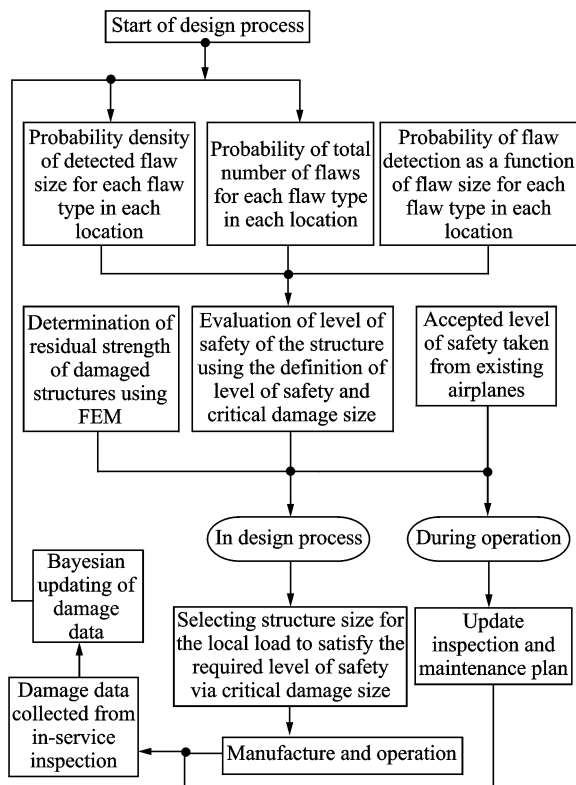 Start of design process
Probability density
of detected flaw
size for each flaw
type in each
location
Probability of total
number of flaws
for each flaw type
in each location
Probability of flaw
detection as a function
of flaw size for each
flaw type in each
location
Determination of
residual strength
of damaged
structures using
FEM
Evaluation of level of
safety of the structure
using the definition of
level of safety and
critical damage size
Accepted level
of safety taken
from existing
airplanes
In design process
During operation
Bayesian
updating of
damage
data
Selecting structure size for
the local load to satisfy the
required level of safety
via critical damage size
Update
inspection and
maintenance plan
Damage data
collected from
in-service
inspection
Manufacture and operation